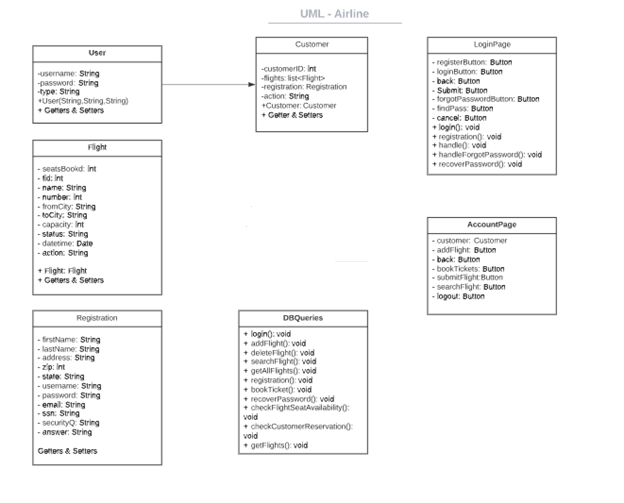 UML - Airline
User
-username: String
-password: String
-type: String
+User(String,String,String)
+ Getters & Setters
Customer
-customerID: int
-flights: list<Flight>
-registration: Registration
-action: String
+Customer: Customer
+ Getter & Setters
LoginPage
- registerButton: Button
- loginButton: Button
- back: Button
- Submit: Button
- forgotPasswordButton: Button
- findPass: Button
- cancel: Button
+ login(): void
+ registration(): void
+ handle(): void
+ handleForgotPassword(): void
+ recoverPassword(): void
Flight
- seatsBookd: int
- fid: int
- name: String
- number: int
- fromCity: String
- toCity: String
- capacity: int
- status: String
- datetime: Date
- action: String
+ Flight: Flight
+ Getters & Setters
AccountPage
- customer: Customer
- addFlight: Button
- back: Button
- bookTickets: Button
- submitFlight:Button
- searchFlight: Button
- logout: Button
Registration
- firstName: String
- lastName: String
- address: String
- zip: int
- state: String
- username: String
- password: String
- email: String
- ssn: String
- securityQ: String
- answer: String
Getters & Setters
DBQueries
+ login(): void
+ addFlight(): void
+ deleteFlight(): void
+ searchFlight(): void
+ getAllFlights(): void
+ registration(): void
+ bookTicket(): void
+ recoverPassword(): void
+ checkFlightSeatAvailability():
void
+ checkCustomerReservation():
void
+ getFlights(): void